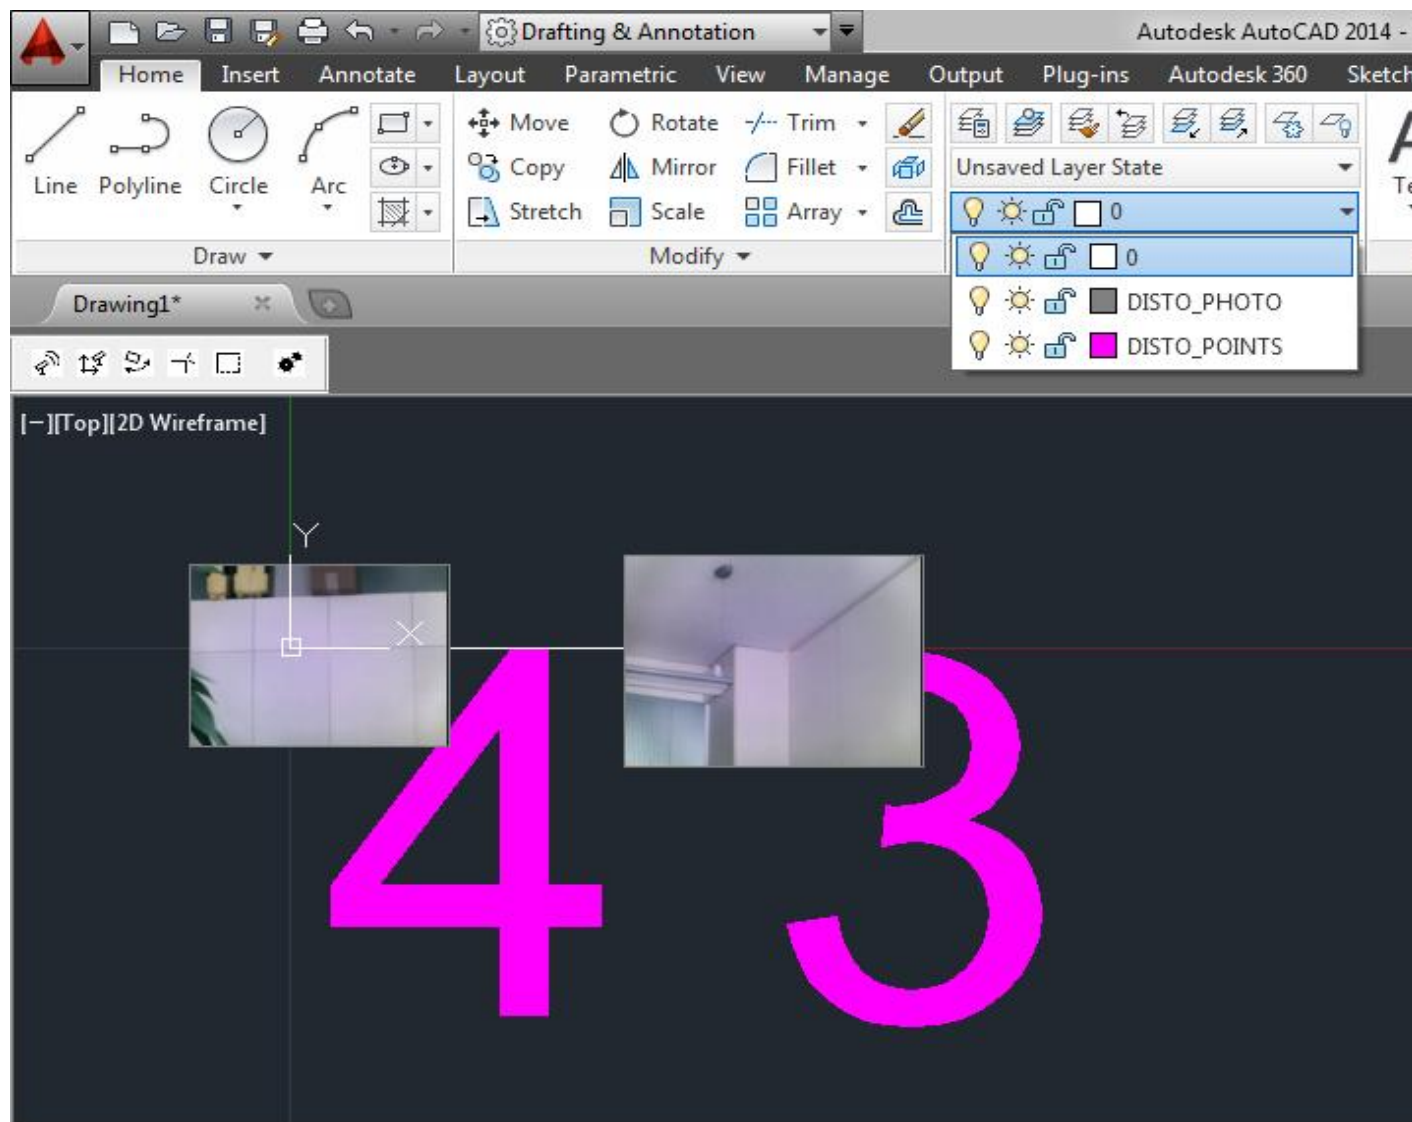 Drafting & Annotation
Autodesk AutoCAD 2014 -
Home Insert Annotate Layout Parametric View Manage Output Plug-ins Autodesk 360 Sketch
Move Rotate Trim
Unsaved Layer State
Line Polyline Circle Arc
Copy Mirror Fillet
Te
Stretch Scale Array
0
Draw
Modify
0
Drawing1*
DISTO_PHOTO
DISTO_POINTS
[−][Top][2D Wireframe]
Y
X
4 3